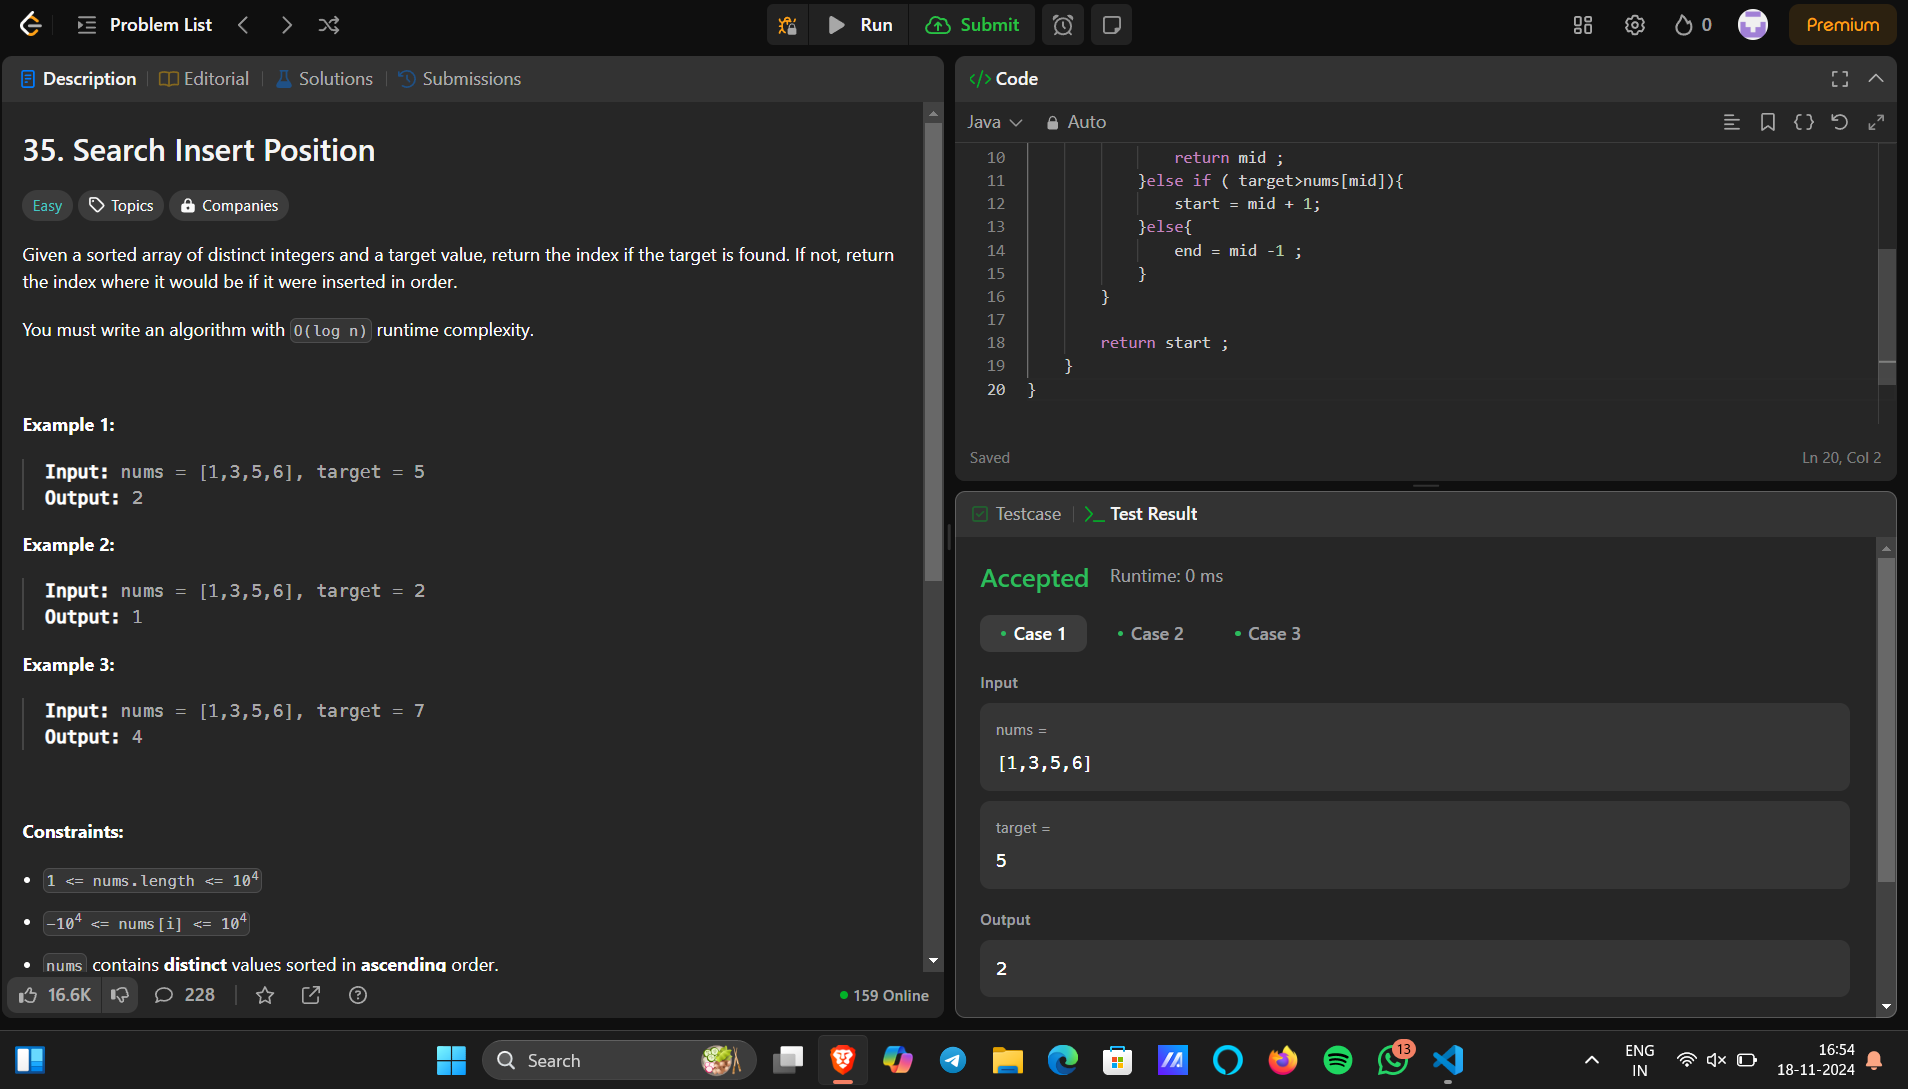 Problem List
Run
Submit
0
Premium
Description
Editorial
Solutions
Submissions
35. Search Insert Position
Easy
Topics
Companies
Given a sorted array of distinct integers and a target value, return the index if the target is found. If not, return
the index where it would be if it were inserted in order.
You must write an algorithm with O(log n) runtime complexity.
Example 1:
Input: nums = [1,3,5,6], target = 5
Output: 2
Example 2:
Input: nums = [1,3,5,6], target = 2
Output: 1
Example 3:
Input: nums = [1,3,5,6], target = 7
Output: 4
Constraints:
• 1 <= nums.length <= 10⁴
• -10⁴ <= nums[i] <= 10⁴
• nums contains distinct values sorted in ascending order.
16.6K
228
159 Online
</> Code
Java
Auto
10 return mid ;
11 }else if ( target>nums[mid]){
12 start = mid + 1;
13 }else{
14 end = mid -1 ;
15 }
16 }
17
18 return start ;
19 }
20 }
Saved
Ln 20, Col 2
Testcase
>_ Test Result
Accepted
Runtime: 0 ms
• Case 1
• Case 2
• Case 3
Input
nums =
[1,3,5,6]
target =
5
Output
2
Search
13
ENG
IN
16:54
18-11-2024